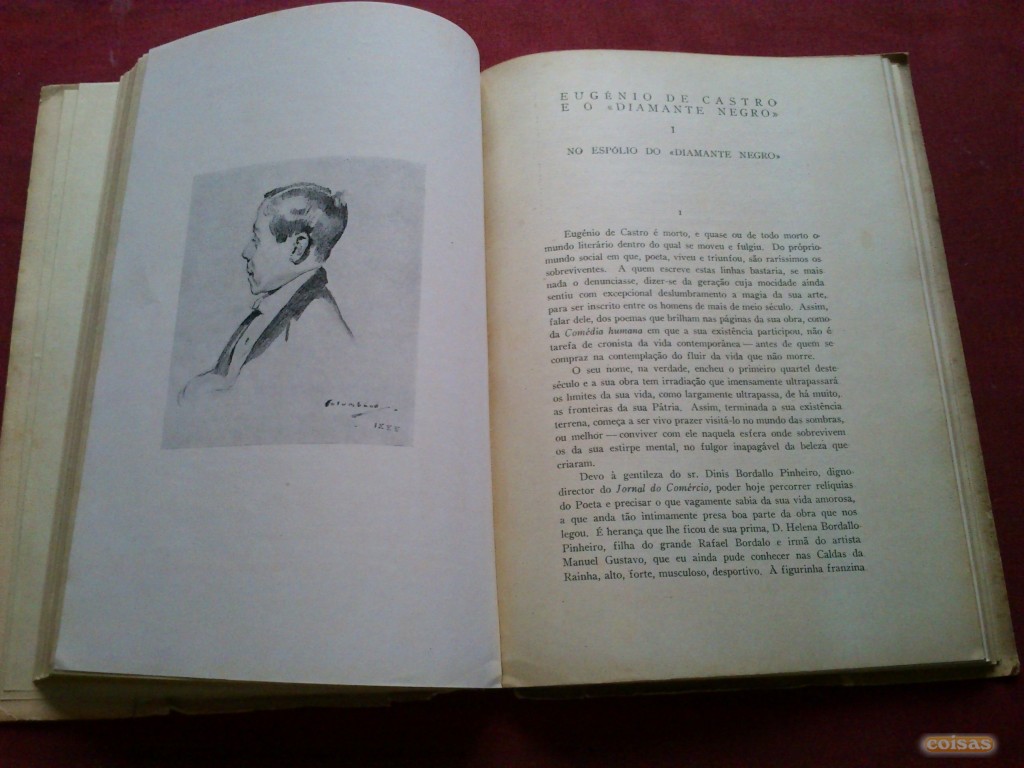 1885
EUGÉNIO DE CASTRO
E O «DIAMANTE NEGRO»
I
NO ESPÓLIO DO «DIAMANTE NEGRO»
1
Eugénio de Castro é morto, e quase ou de todo morto o
mundo literário dentro do qual se moveu e fulgiu. Do próprio
mundo social em que, poeta, viveu e triunfou, são raríssimos os
sobreviventes. A quem escreve estas linhas bastaria, se mais
nada o denunciasse, dizer-se da geração cuja mocidade ainda
sentiu com excepcional deslumbramento a magia da sua arte,
para ser inscrito entre os homens de mais de meio século. Assim,
falar dele, dos poemas que brilham nas páginas da sua obra, como
da Comédia humana em que a sua existência participou, não é
tarefa de cronista da vida contemporânea — antes de quem se
compraz na contemplação do fluir da vida que não morre.
O seu nome, na verdade, encheu o primeiro quartel deste
século e a sua obra tem irradiação que imensamente ultrapassará
os limites da sua vida, como largamente ultrapassa, de há muito,
as fronteiras da sua Pátria. Assim, terminada a sua existência
terrena, começa a ser vivo prazer visitá-lo no mundo das sombras,
ou melhor — conviver com ele naquela esfera onde sobrevivem
os da sua estirpe mental, no fulgor inapagável da beleza que
criaram.
Devo à gentileza do sr. Dinis Bordallo Pinheiro, digno
director do Jornal do Comércio, poder hoje percorrer relíquias
do Poeta e precisar o que vagamente sabia da sua vida amorosa,
a que anda tão intimamente presa boa parte da obra que nos
legou. É herança que lhe ficou de sua prima, D. Helena Bordallo
Pinheiro, filha do grande Rafael Bordalo e irmã do artista
Manuel Gustavo, que eu ainda pude conhecer nas Caldas da
Rainha, alto, forte, musculoso, desportivo. A figurinha franzina
coisas